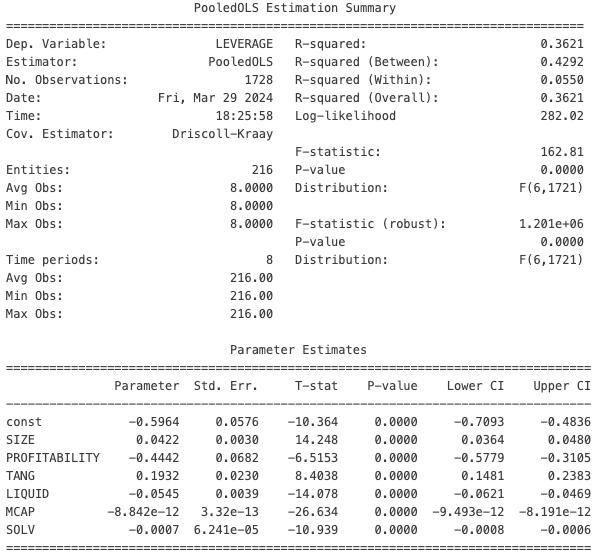 PooledOLS Estimation Summary
================================================================================
Dep. Variable: LEVERAGE R-squared: 0.3621
Estimator: PooledOLS R-squared (Between): 0.4292
No. Observations: 1728 R-squared (Within): 0.0550
Date: Fri, Mar 29 2024 R-squared (Overall): 0.3621
Time: 18:25:58 Log-likelihood 282.02
Cov. Estimator: Driscoll-Kraay
F-statistic: 162.81
Entities: 216 P-value 0.0000
Avg Obs: 8.0000 Distribution: F(6,1721)
Min Obs: 8.0000
Max Obs: 8.0000 F-statistic (robust): 1.201e+06
P-value 0.0000
Time periods: 8 Distribution: F(6,1721)
Avg Obs: 216.00
Min Obs: 216.00
Max Obs: 216.00
Parameter Estimates
=================================================================================
Parameter Std. Err. T-stat P-value Lower CI Upper CI
---------------------------------------------------------------------------------
const -0.5964 0.0576 -10.364 0.0000 -0.7093 -0.4836
SIZE 0.0422 0.0030 14.248 0.0000 0.0364 0.0480
PROFITABILITY -0.4442 0.0682 -6.5153 0.0000 -0.5779 -0.3105
TANG 0.1932 0.0230 8.4038 0.0000 0.1481 0.2383
LIQUID -0.0545 0.0039 -14.078 0.0000 -0.0621 -0.0469
MCAP -8.842e-12 3.32e-13 -26.634 0.0000 -9.493e-12 -8.191e-12
SOLV -0.0007 6.241e-05 -10.939 0.0000 -0.0008 -0.0006
=================================================================================